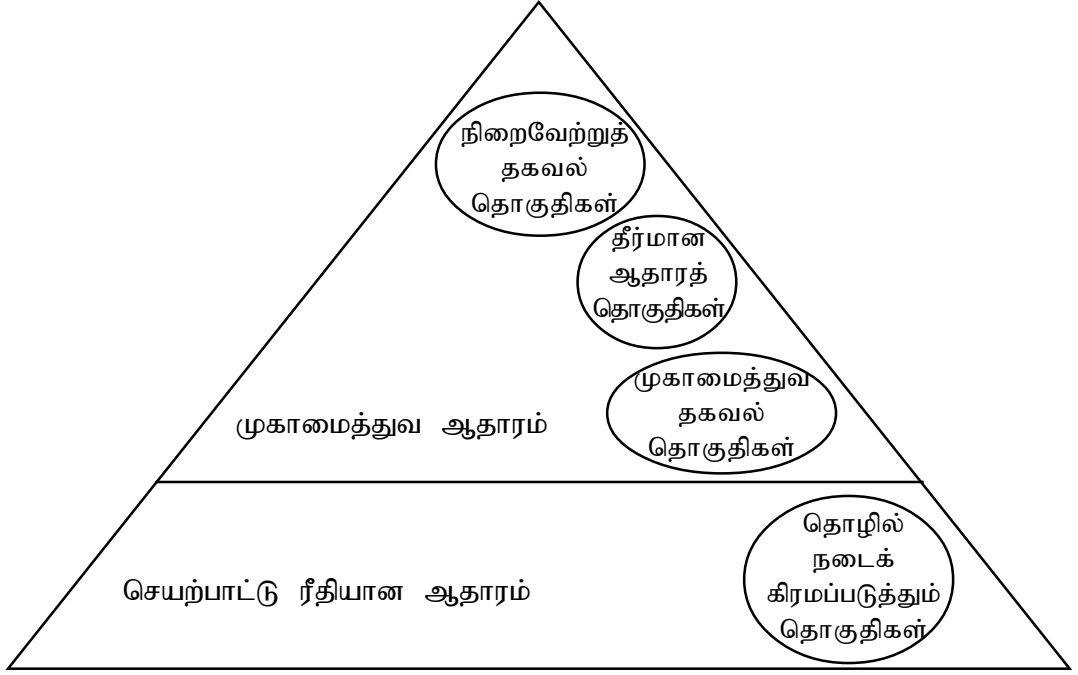 நிறைவேற்றுத்
தகவல்
தொகுதிகள்
தீர்மான
ஆதாரத்
தொகுதிகள்
முகாமைத்துவ
தகவல்
தொகுதிகள்
முகாமைத்துவ ஆதாரம்
தொழில்
நடைக்
கிரமப்படுத்தும்
தொகுதிகள்
செயற்பாட்டு ரீதியான ஆதாரம்